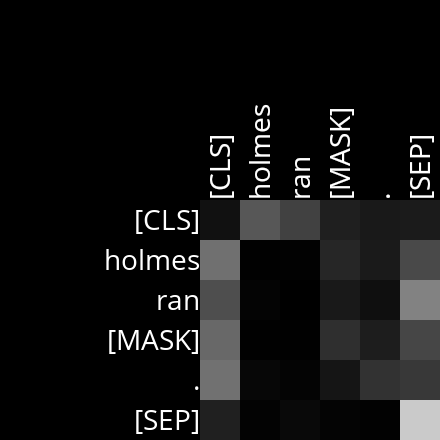 [CLS] holmes ran [MASK] . [SEP]
[CLS]
holmes
ran
[MASK]
.
[SEP]